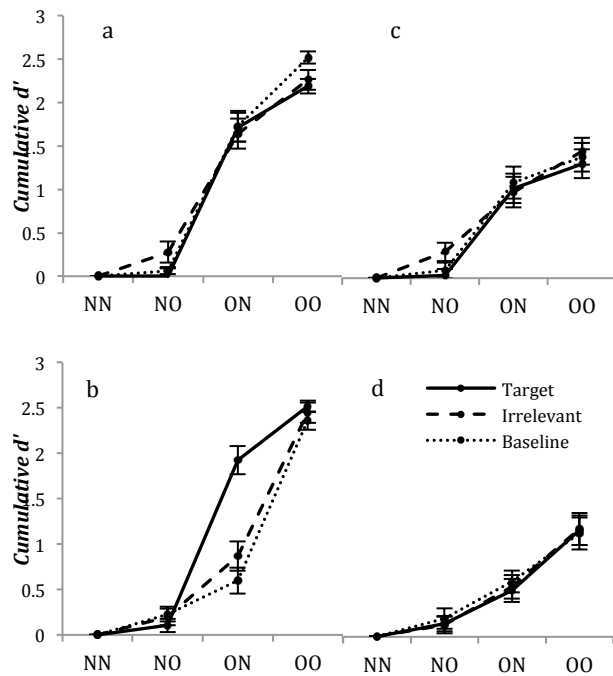 a
c
Cumulative d'
3
2.5
2
1.5
1
0.5
0
NN NO ON OO
NN NO ON OO
b
d
Cumulative d'
3
2.5
2
1.5
1
0.5
0
NN NO ON OO
NN NO ON OO
Target
Irrelevant
Baseline